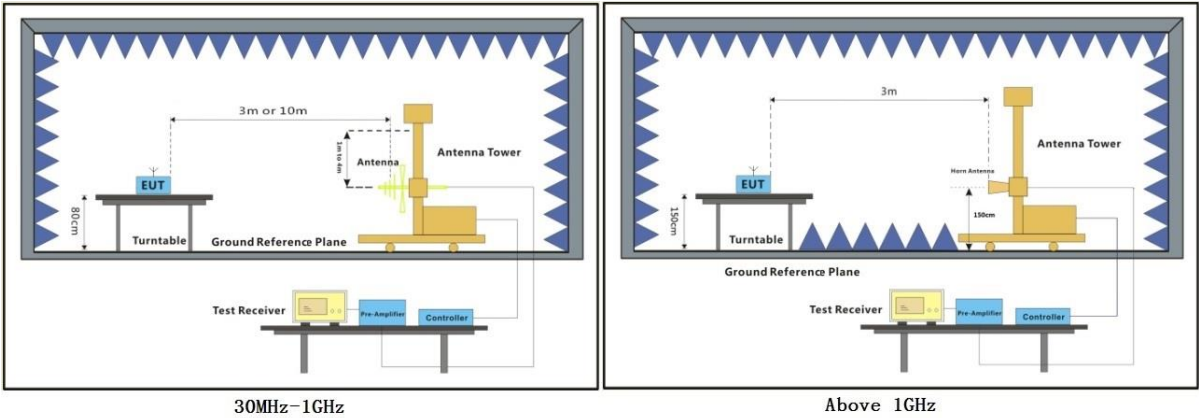 3m or 10m
1m to 4m
Antenna
Antenna Tower
EUT
80cm
Turntable
Ground Reference Plane
Test Receiver
Pre-Amplifier
Controller
30MHz-1GHz
3m
Antenna Tower
Horn Antenna
EUT
150cm
150cm
Turntable
Ground Reference Plane
Test Receiver
Pre-Amplifier
Controller
Above 1GHz